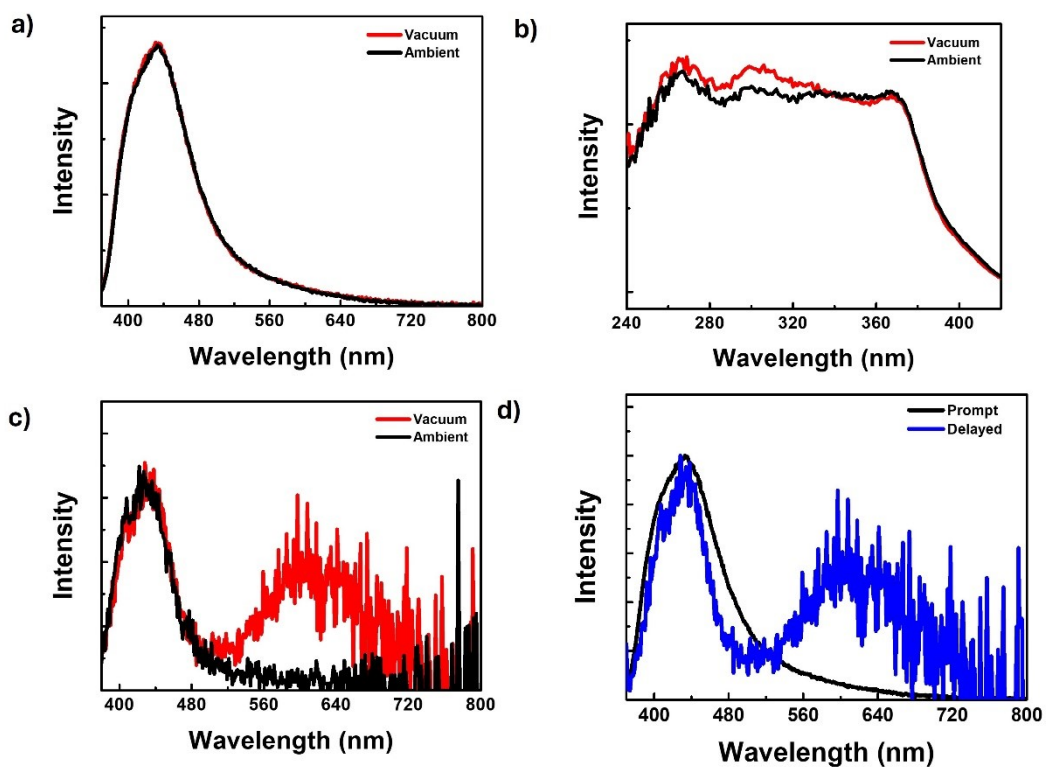 a)
Vacuum
Ambient
Intensity
400 480 560 640 720 800
Wavelength (nm)
b)
Vacuum
Ambient
Intensity
240 280 320 360 400
Wavelength (nm)
c)
Vacuum
Ambient
Intensity
400 480 560 640 720 800
Wavelength (nm)
d)
Prompt
Delayed
Intensity
400 480 560 640 720 800
Wavelength (nm)